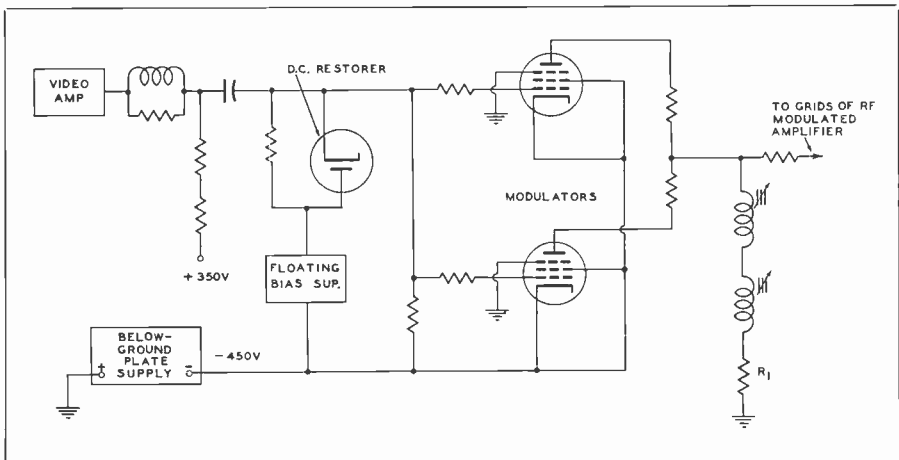 VIDEO
AMP
D.C. RESTORER
TO GRIDS OF RF
MODULATED
AMPLIFIER
MODULATORS
+350V
FLOATING
BIAS SUP.
BELOW-
GROUND
PLATE
SUPPLY
+
-
-450V
R1